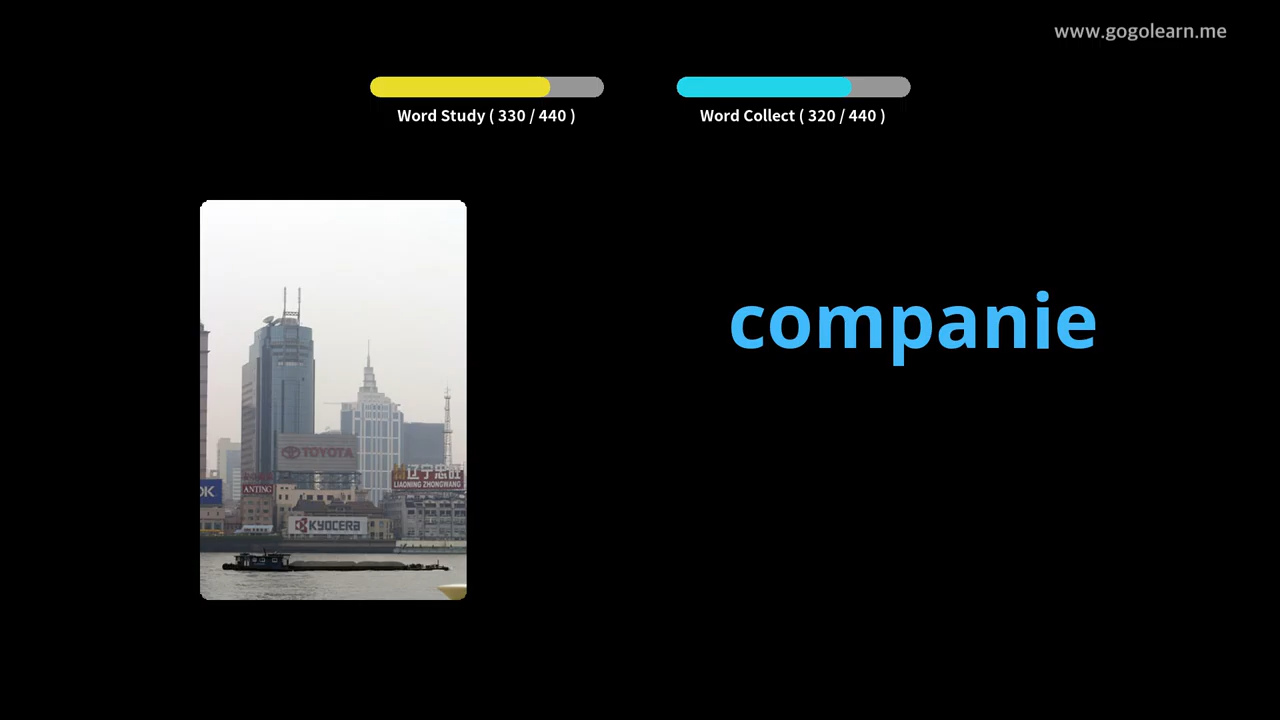 www.gogolearn.me
Word Study ( 330 / 440 )
Word Collect ( 320 / 440 )
companie
TOYOTA
辽宁忠旺
LIAONING ZHONGWANG
OK
ANTING
KYOCERA